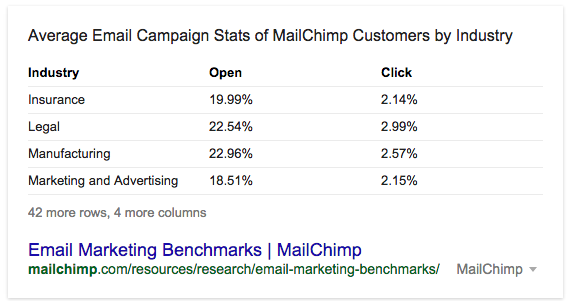 Average Email Campaign Stats of MailChimp Customers by Industry
Industry Open Click
Insurance 19.99% 2.14%
Legal 22.54% 2.99%
Manufacturing 22.96% 2.57%
Marketing and Advertising 18.51% 2.15%
42 more rows, 4 more columns
Email Marketing Benchmarks | MailChimp
mailchimp.com/resources/research/email-marketing-benchmarks/ MailChimp